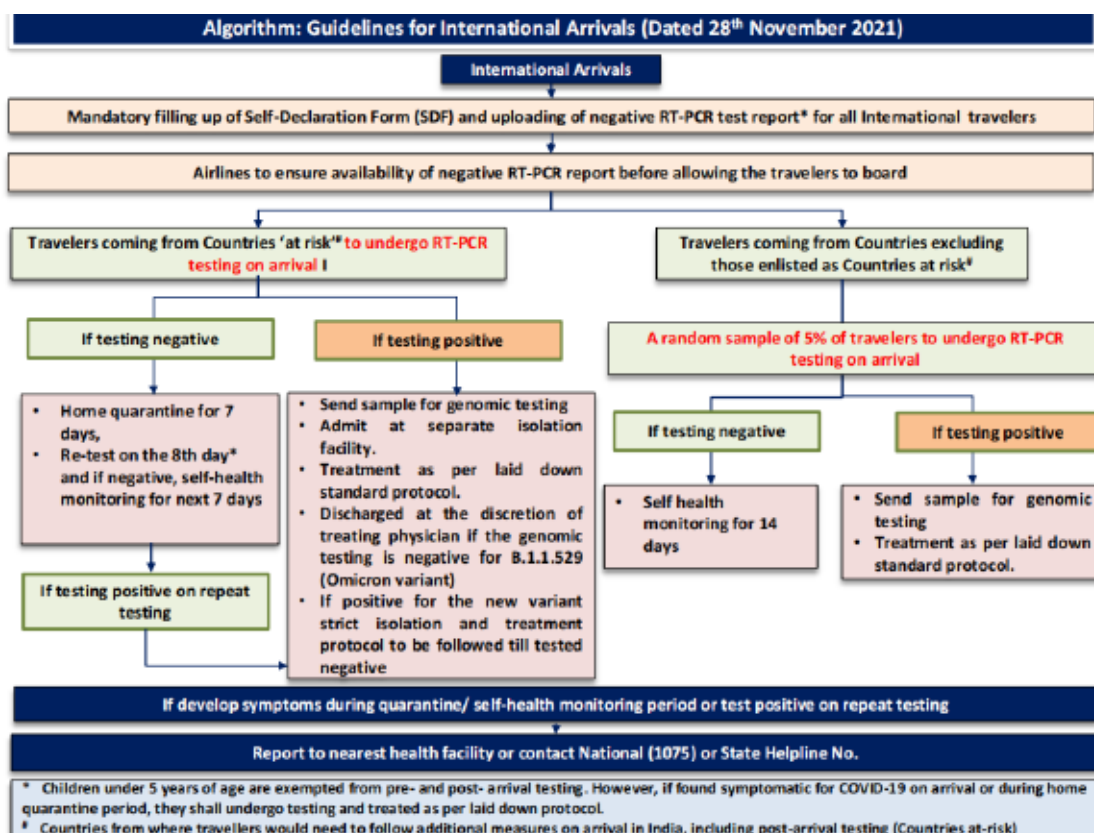 Algorithm: Guidelines for International Arrivals (Dated 28th November 2021)
International Arrivals
Mandatory filling up of Self-Declaration Form (SDF) and uploading of negative RT-PCR test report* for all International travelers
Airlines to ensure availability of negative RT-PCR report before allowing the travelers to board
Travelers coming from Countries 'at risk'# to undergo RT-PCR
testing on arrival I
If testing negative
If testing positive
• Home quarantine for 7
days,
• Re-test on the 8th day*
and if negative, self-health
monitoring for next 7 days
If testing positive on repeat
testing
• Send sample for genomic testing
• Admit at separate isolation
facility.
• Treatment as per laid down
standard protocol.
• Discharged at the discretion of
treating physician if the genomic
testing is negative for B.1.1.529
(Omicron variant)
• If positive for the new variant
strict isolation and treatment
protocol to be followed till tested
negative
Travelers coming from Countries excluding
those enlisted as Countries at risk#
A random sample of 5% of travelers to undergo RT-PCR
testing on arrival
If testing negative
If testing positive
• Self health
monitoring for 14
days
• Send sample for genomic
testing
• Treatment as per laid down
standard protocol.
If develop symptoms during quarantine/ self-health monitoring period or test positive on repeat testing
Report to nearest health facility or contact National (1075) or State Helpline No.
* Children under 5 years of age are exempted from pre- and post- arrival testing. However, if found symptomatic for COVID-19 on arrival or during home
quarantine period, they shall undergo testing and treated as per laid down protocol.
# Countries from where travellers would need to follow additional measures on arrival in India, including post-arrival testing (Countries at-risk)